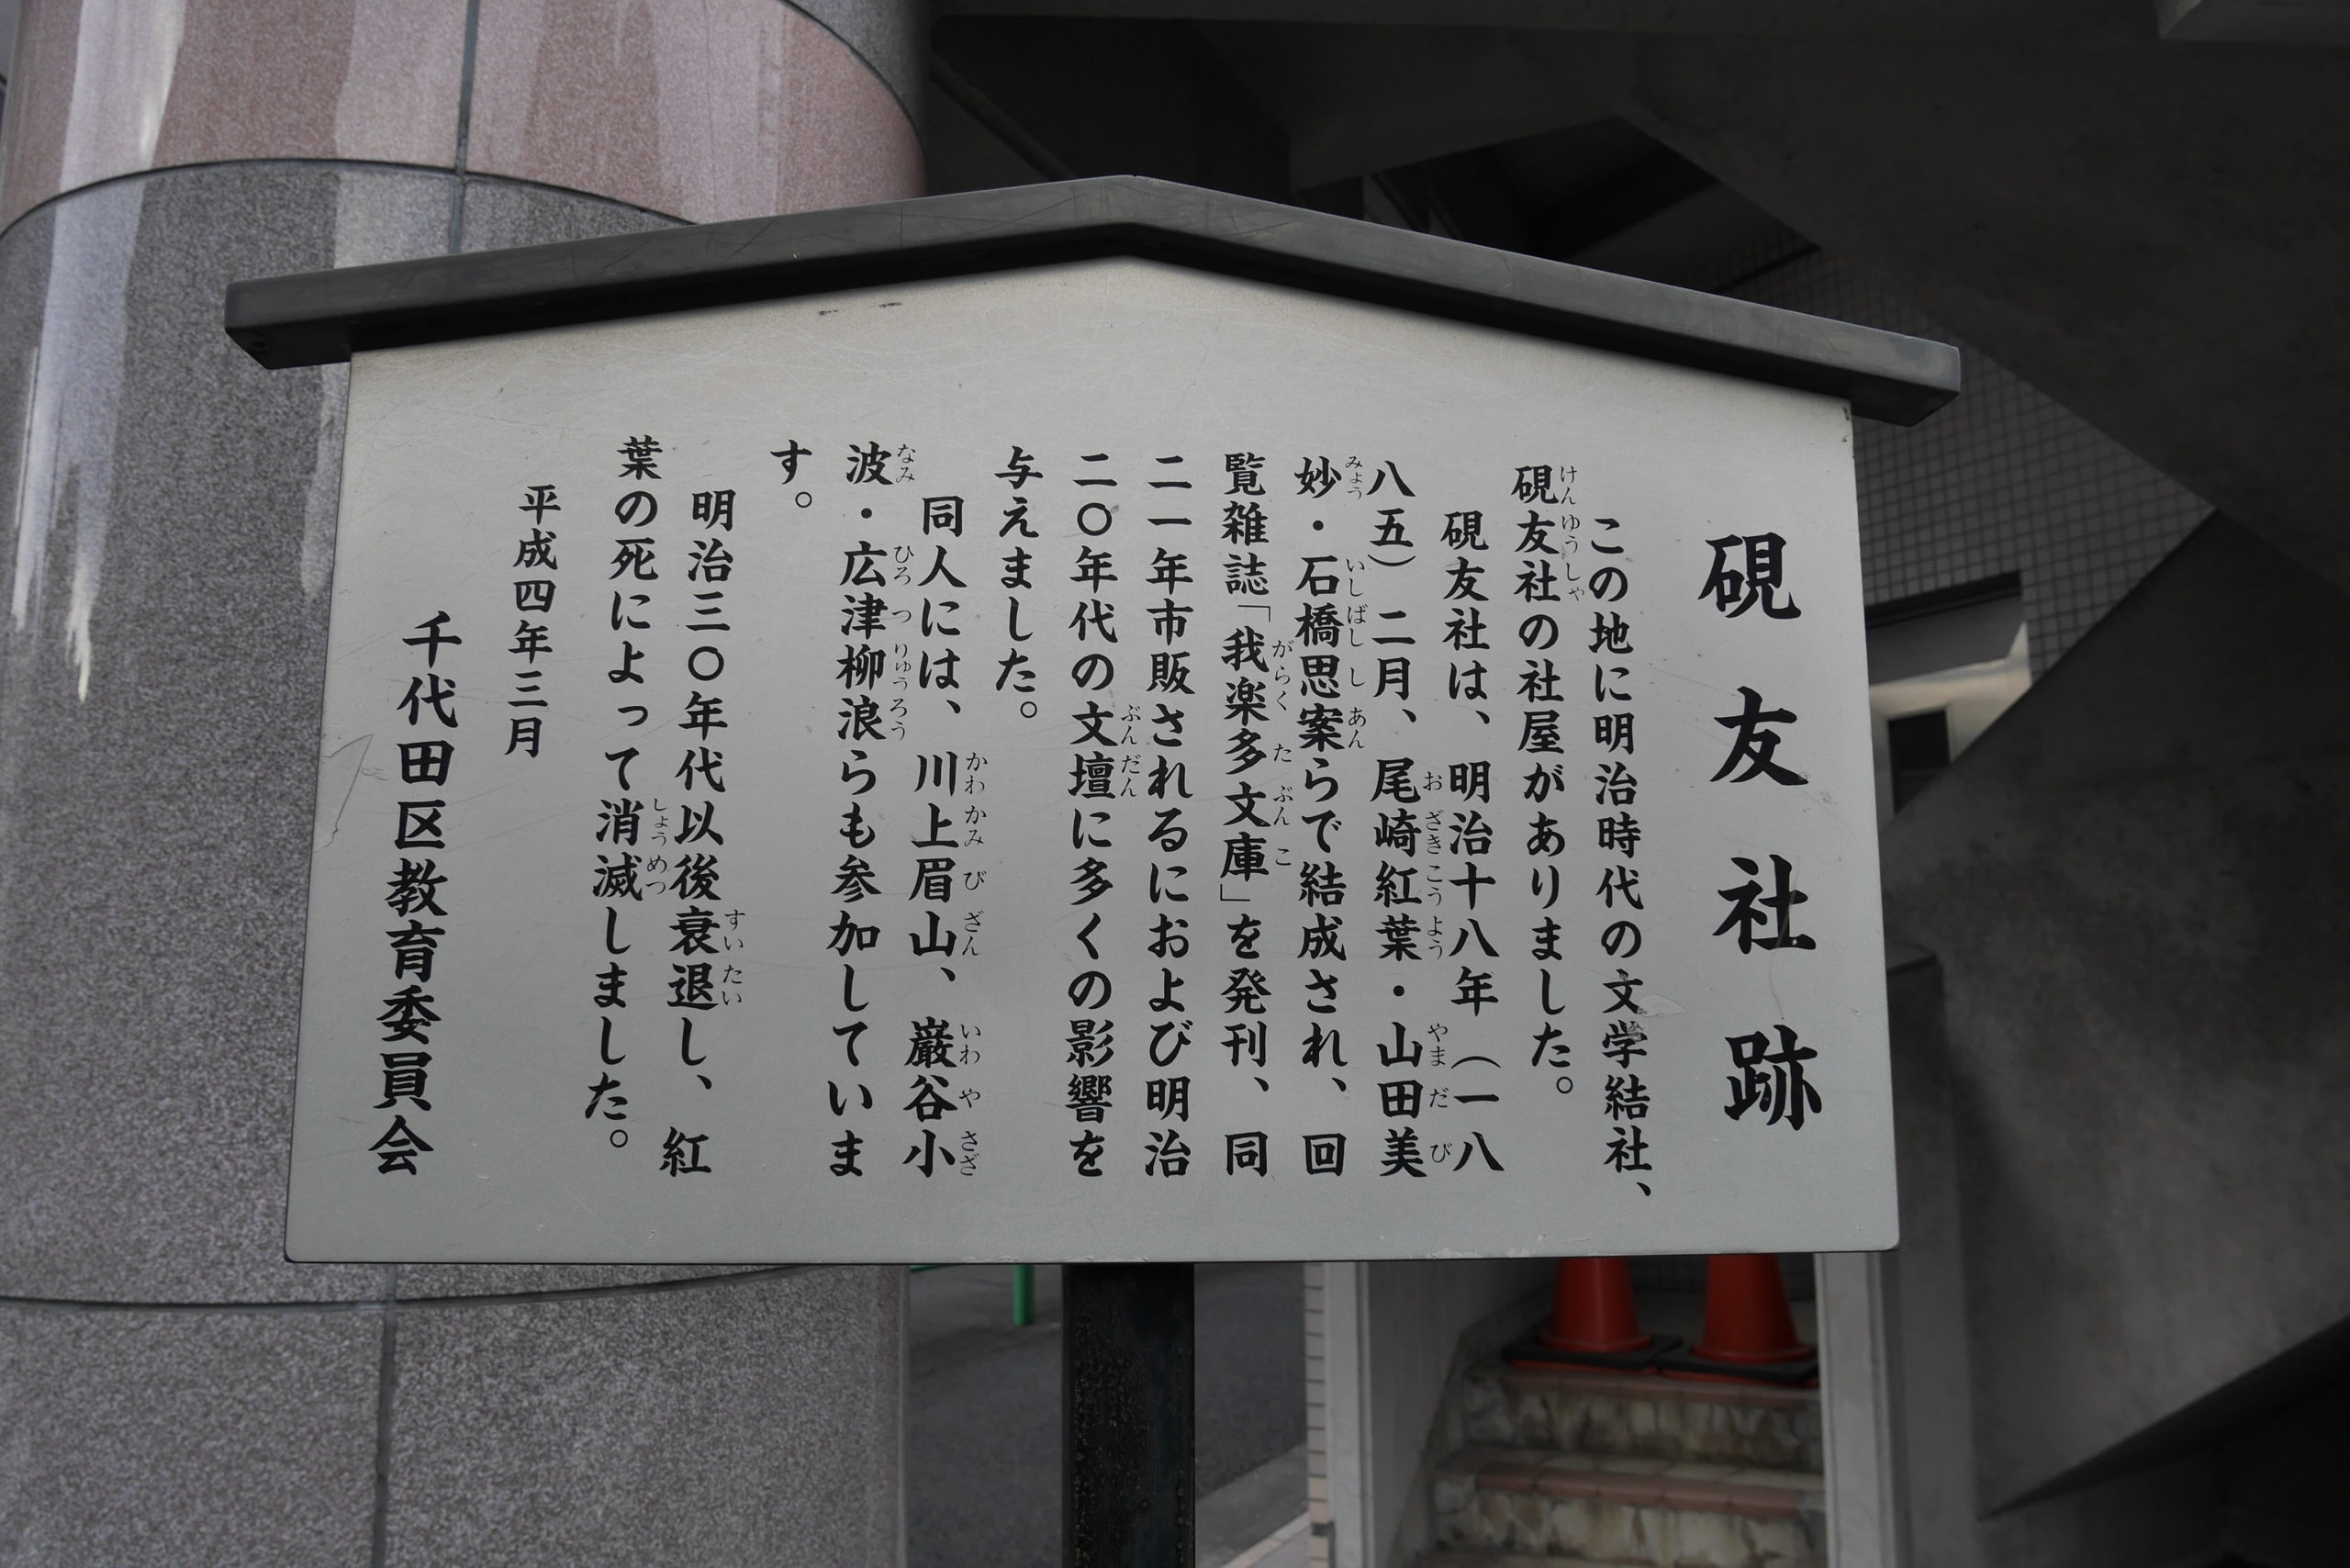 硯友社跡
この地に明治時代の文学結社、
硯友社の社屋がありました。
硯友社は、明治十八年（一八
八五）二月、尾崎紅葉・山田美
妙・石橋思案らで結成され、回
覧雑誌「我楽多文庫」を発刊、同
二一年市販されるにおよび明治
二〇年代の文壇に多くの影響を
与えました。
同人には、川上眉山、巌谷小
波・広津柳浪らも参加していま
す。
明治三〇年代以後衰退し、紅
葉の死によって消滅しました。
平成四年三月
千代田区教育委員会